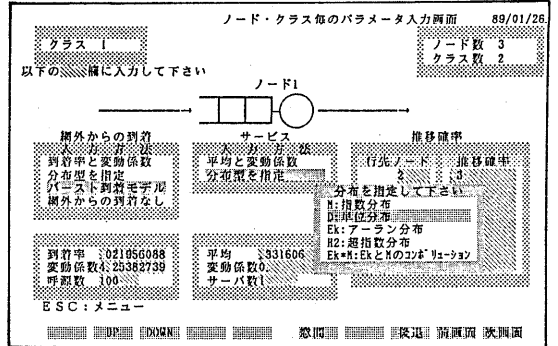 ノード・クラス毎のパラメータ入力画面 89/01/26
クラス 1
ノード数 3
クラス数 2
以下の 欄に入力して下さい
ノード1
網外からの到着
入力方法
到着率と変動係数
分布型を指定
バースト到着モデル
網外からの到着なし
サービス
入力方法
平均と変動係数
分布型を指定
推移確率
行先ノード 推移確率
2 .3
分布を指定して下さい
M:指数分布
D:単位分布
Ek:アーラン分布
H2:超指数分布
Ek*M:EkとMのコンボリューション
到着率 .021056088
変動係数4.25382739
呼源数 100
平均 .331606
変動係数0.
サーバ数1
ESC:メニュー
UP DOWN 窓開 後退 前画面 次画面